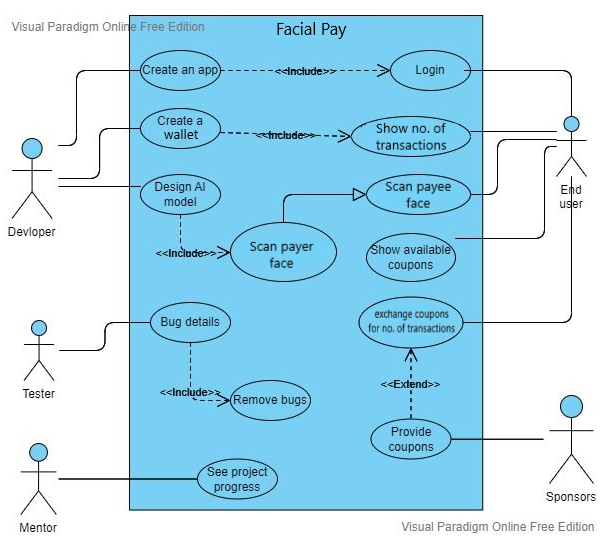 Visual Paradigm Online Free Edition
Facial Pay
Create an app
<<Include>>
Login
Create a
wallet
<<Include>>
Show no. of
transactions
Design AI
model
Scan payee
face
End
user
Devloper
<<Include>>
Scan payer
face
Show available
coupons
Bug details
exchange coupons
for no. of transactions
Tester
<<Include>>
Remove bugs
<<Extend>>
Provide
coupons
See project
progress
Sponsors
Mentor
Visual Paradigm Online Free Edition